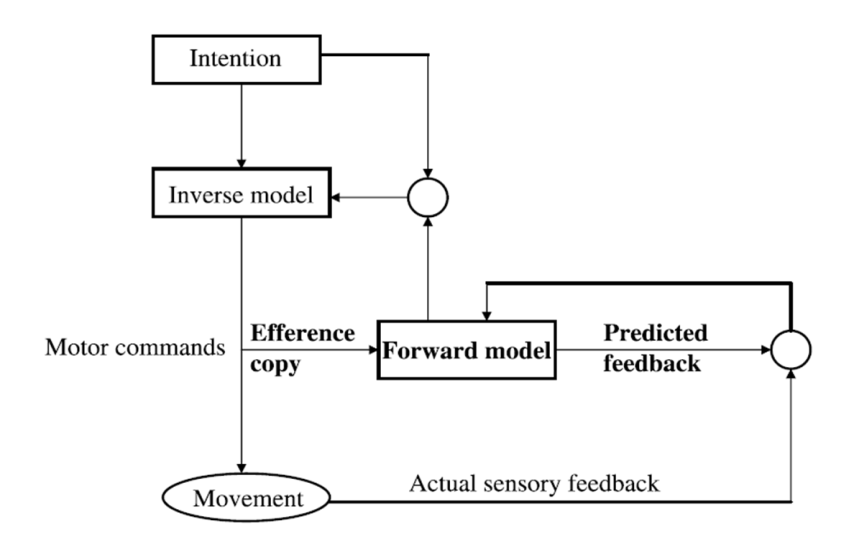 Intention
Inverse model
Motor commands
Efference
copy
Forward model
Predicted
feedback
Movement
Actual sensory feedback